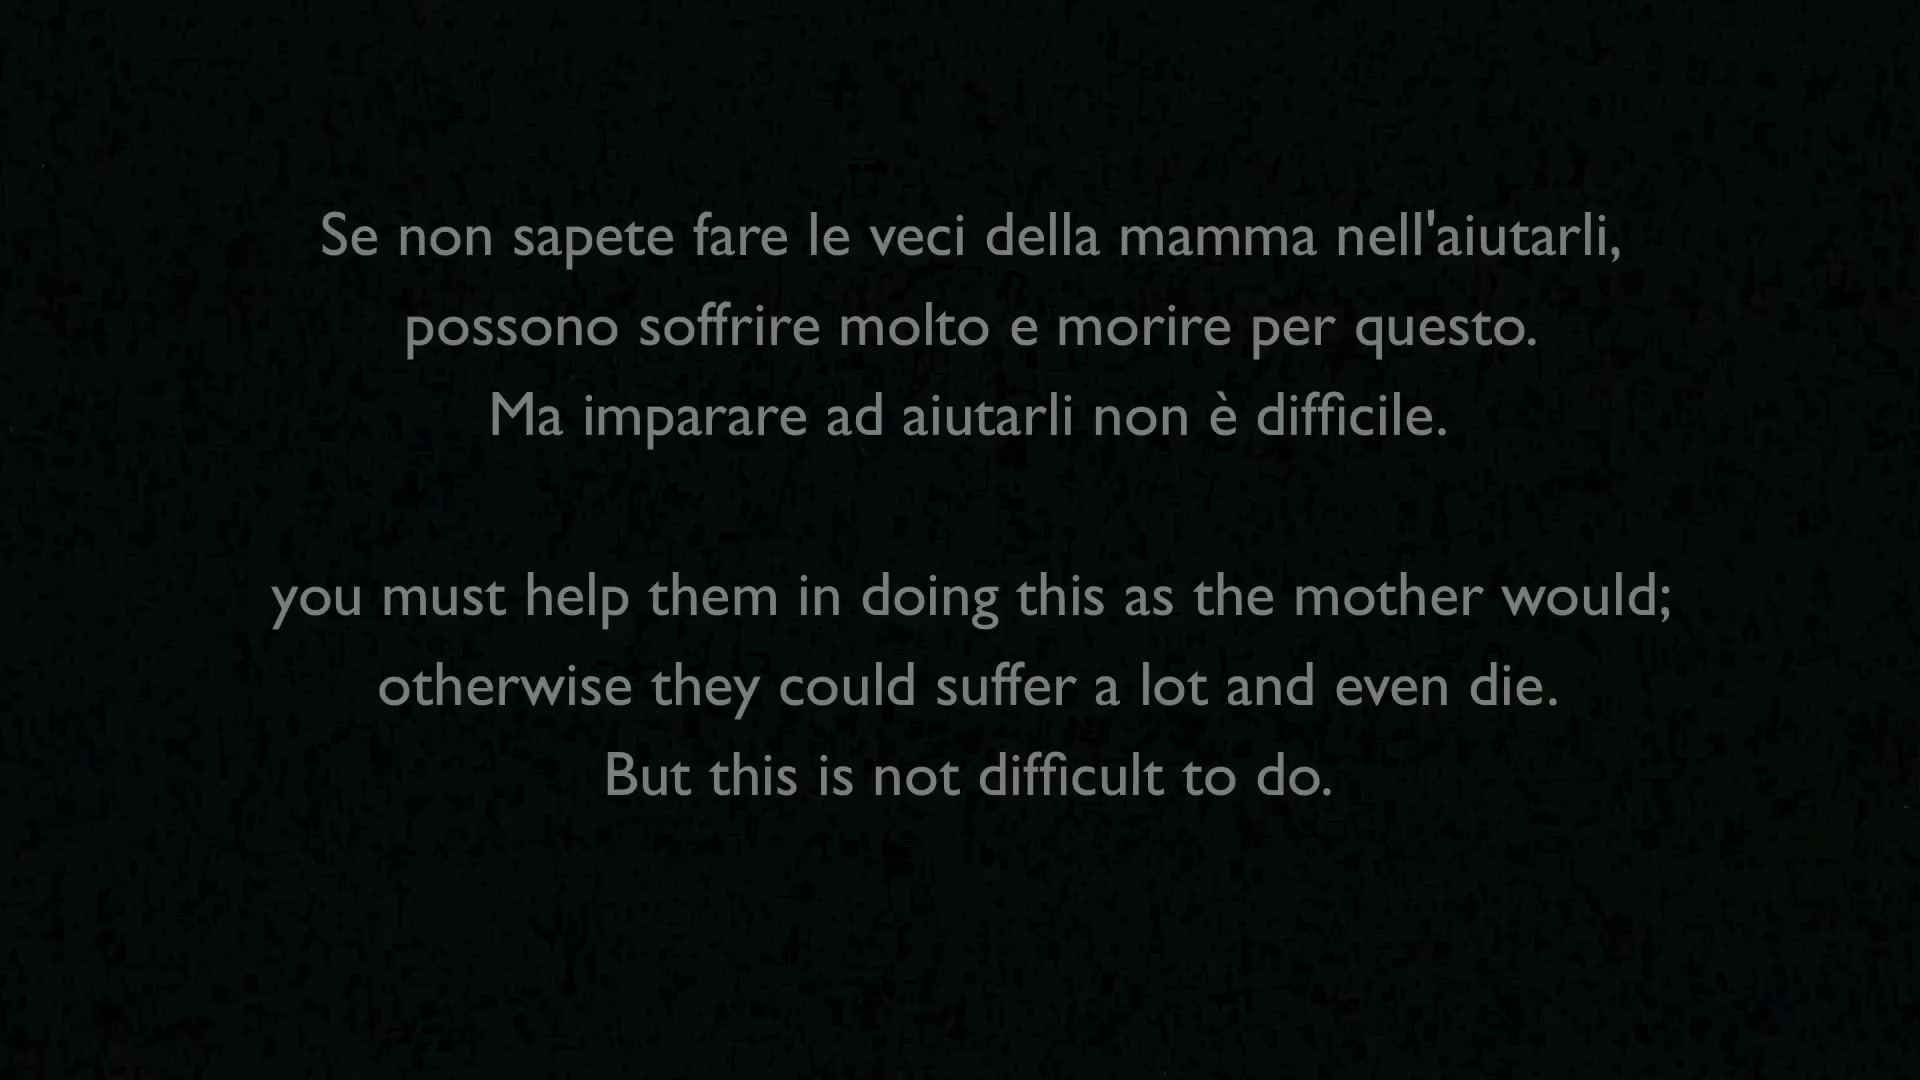 Se non sapete fare le veci della mamma nell'aiutarli,
possono soffrire molto e morire per questo.
Ma imparare ad aiutarli non è difficile.
you must help them in doing this as the mother would;
otherwise they could suffer a lot and even die.
But this is not difficult to do.